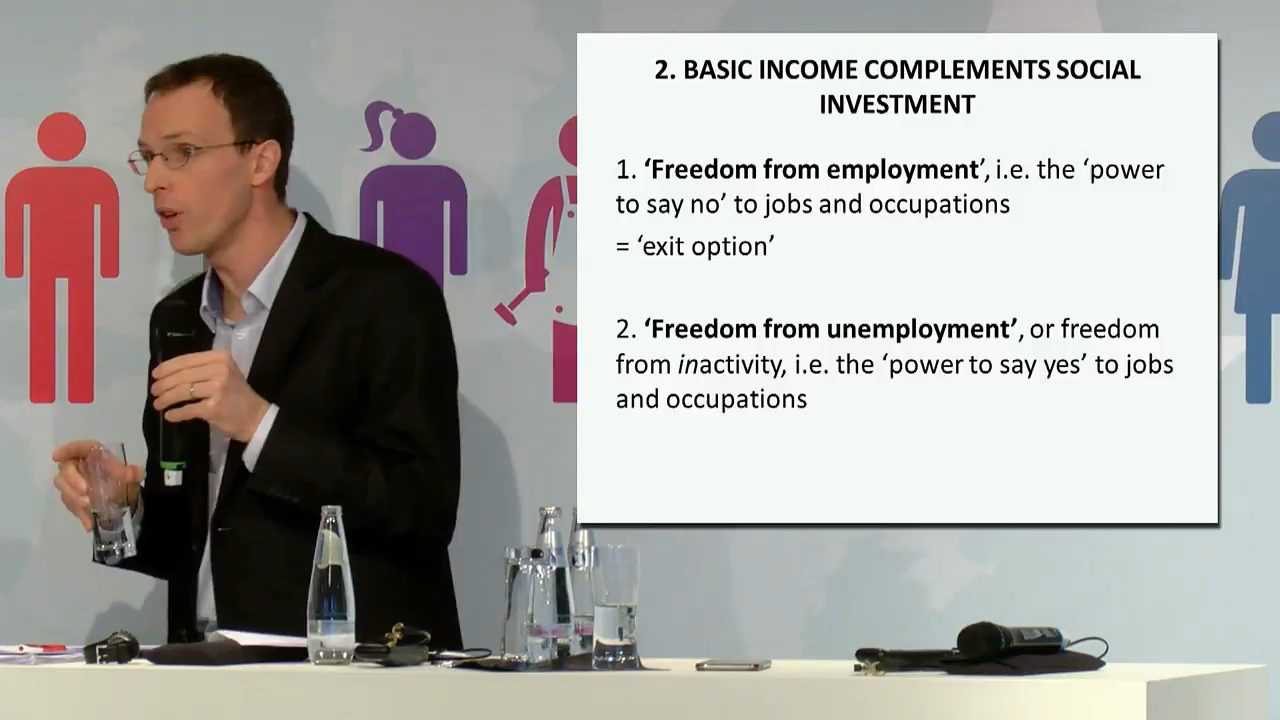 2. BASIC INCOME COMPLEMENTS SOCIAL
INVESTMENT
1. ‘Freedom from employment’, i.e. the ‘power
to say no’ to jobs and occupations
= ‘exit option’
2. ‘Freedom from unemployment’, or freedom
from inactivity, i.e. the ‘power to say yes’ to jobs
and occupations